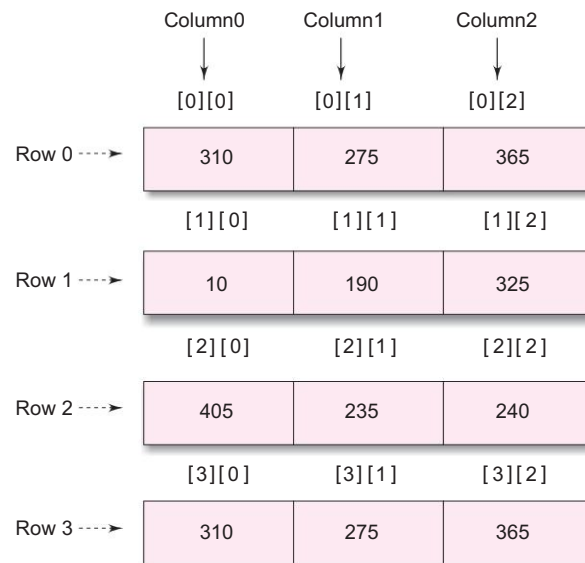 Column0 Column1 Column2
[0][0] [0][1] [0][2]
Row 0 310 275 365
[1][0] [1][1] [1][2]
Row 1 10 190 325
[2][0] [2][1] [2][2]
Row 2 405 235 240
[3][0] [3][1] [3][2]
Row 3 310 275 365